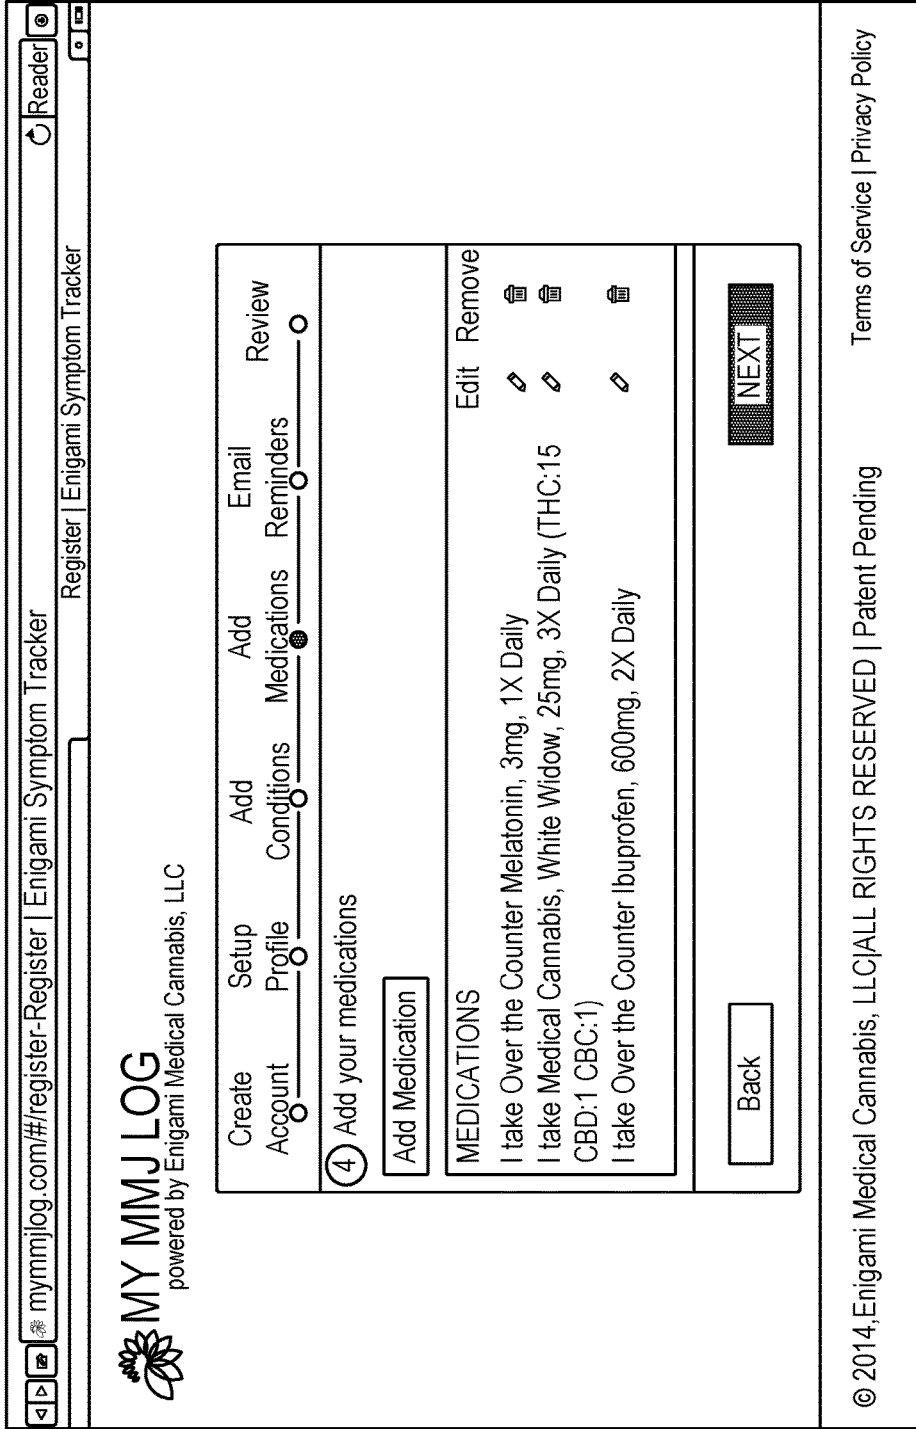 mymmjlog.com/#/register-Register | Enigami Symptom Tracker
Reader
Register | Enigami Symptom Tracker
MY MMJ LOG
powered by Enigami Medical Cannabis, LLC
Create Account
Setup Profile
Add Conditions
Add Medications
Email Reminders
Review
4 Add your medications
Add Medication
MEDICATIONS Edit Remove
I take Over the Counter Melatonin, 3mg, 1X Daily
I take Medical Cannabis, White Widow, 25mg, 3X Daily (THC:15
CBD:1 CBC:1)
I take Over the Counter Ibuprofen, 600mg, 2X Daily
Back
NEXT
© 2014,Enigami Medical Cannabis, LLC|ALL RIGHTS RESERVED | Patent Pending
Terms of Service | Privacy Policy